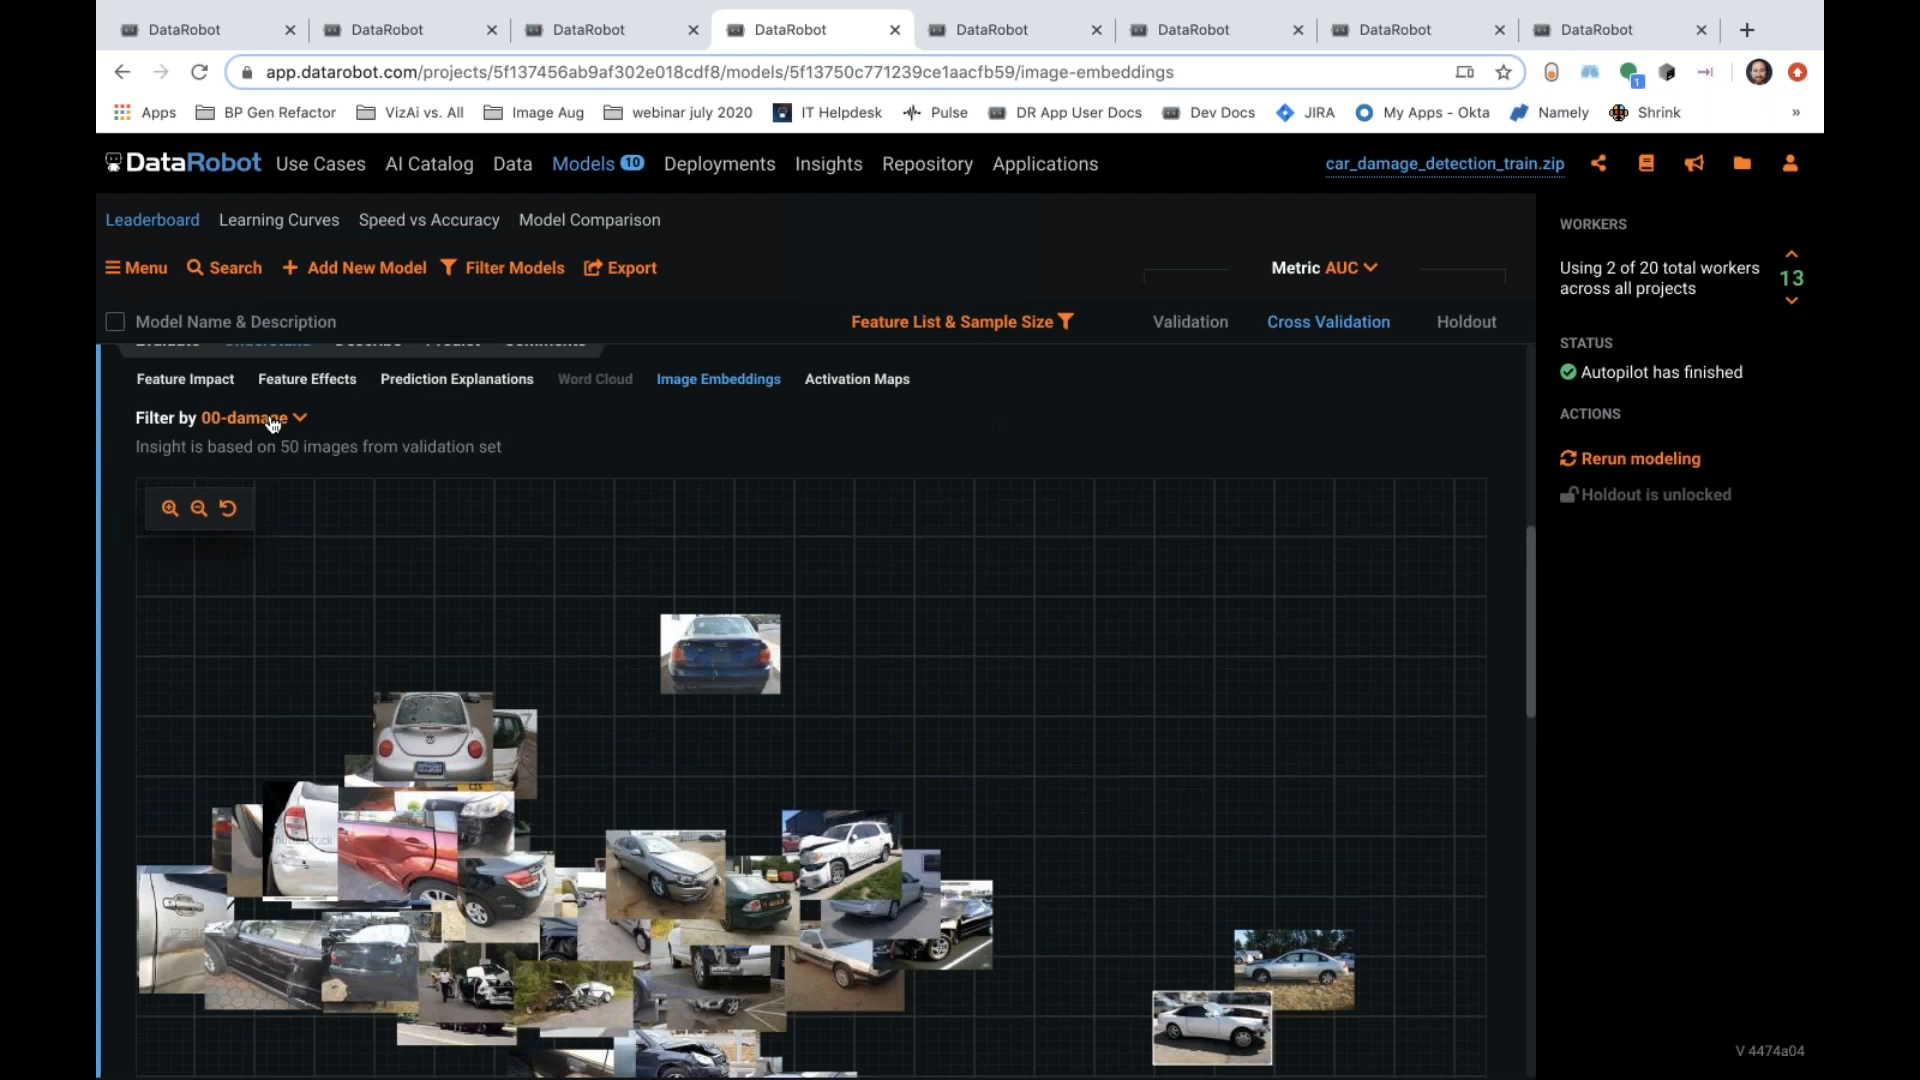 DataRobot DataRobot DataRobot DataRobot DataRobot DataRobot DataRobot DataRobot
app.datarobot.com/projects/5f137456ab9af302e018cdf8/models/5f13750c771239ce1aacfb59/image-embeddings
1
Apps BP Gen Refactor VizAi vs. All Image Aug webinar july 2020 IT Helpdesk Pulse DR App User Docs Dev Docs JIRA My Apps - Okta Namely Shrink »
DataRobot Use Cases AI Catalog Data Models 10 Deployments Insights Repository Applications car_damage_detection_train.zip
Leaderboard Learning Curves Speed vs Accuracy Model Comparison
Menu Search + Add New Model Filter Models Export Metric AUC
Model Name & Description Feature List & Sample Size Validation Cross Validation Holdout
Evaluate Understand Describe Predict Comments
Feature Impact Feature Effects Prediction Explanations Word Cloud Image Embeddings Activation Maps
Filter by 00-damage
Insight is based on 50 images from validation set
WORKERS
Using 2 of 20 total workers
across all projects
13
STATUS
Autopilot has finished
ACTIONS
Rerun modeling
Holdout is unlocked
V 4474a04